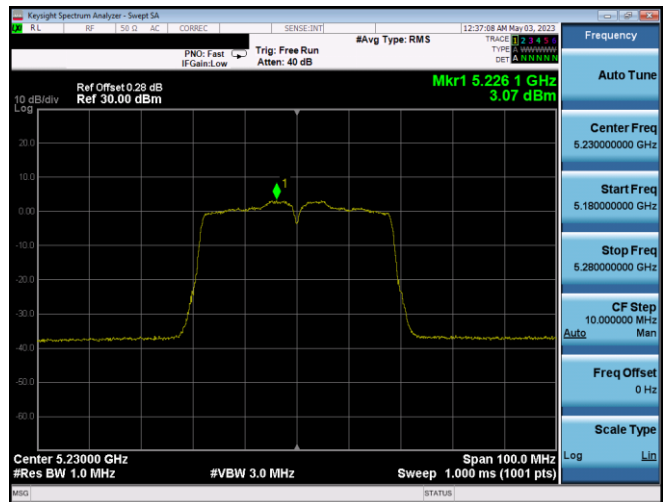 Keysight Spectrum Analyzer - Swept SA
RL RF 50 Ω AC CORREC SENSE:INT 12:37:08 AM May 03, 2023
#Avg Type: RMS TRACE 1 2 3 4 5 6
PNO: Fast Trig: Free Run TYPE A WWWWW
IFGain:Low Atten: 40 dB DET A N N N N N
Mkr1 5.226 1 GHz
Ref Offset 0.28 dB
10 dB/div Ref 30.00 dBm 3.07 dBm
Log
20.0
10.0
1
0.00
-10.0
-20.0
-30.0
-40.0
-50.0
-60.0
Center 5.23000 GHz Span 100.0 MHz
#Res BW 1.0 MHz #VBW 3.0 MHz Sweep 1.000 ms (1001 pts)
MSG STATUS
Frequency
Auto Tune
Center Freq
5.230000000 GHz
Start Freq
5.180000000 GHz
Stop Freq
5.280000000 GHz
CF Step
10.000000 MHz
Auto Man
Freq Offset
0 Hz
Scale Type
Log Lin